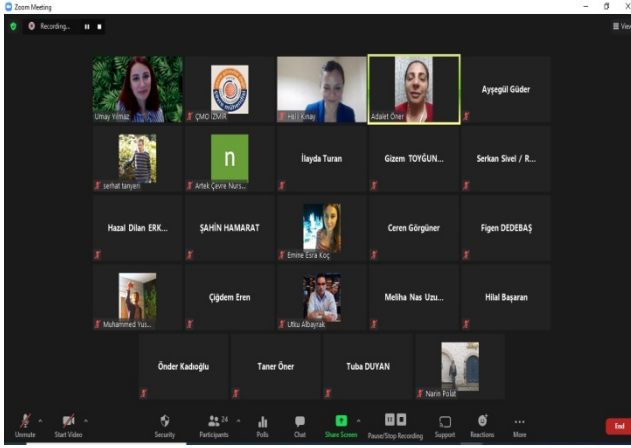 Zoom Meeting
Recording...
View
Umay Yılmaz
ÇMO İZMİR
Halil Kınay
Adalet Öner
Ayşegül Güder
serhat tanyeri
n
Artek Çevre Nurs...
İlayda Turan
Gizem TOYĞUN...
Serkan Sivel / R...
Hazal Dilan ERK...
ŞAHİN HAMARAT
Emine Esra Koç
Ceren Görgüner
Figen DEDEBAŞ
Muhammed Yus...
Çiğdem Eren
Utku Albayrak
Meliha Nas Uzu...
Hilal Başaran
Önder Kadıoğlu
Taner Öner
Tuba DUYAN
Narin Polat
24
Unmute
Start Video
Security
Participants
Polls
Chat
Share Screen
Pause/Stop Recording
Support
Reactions
More
End